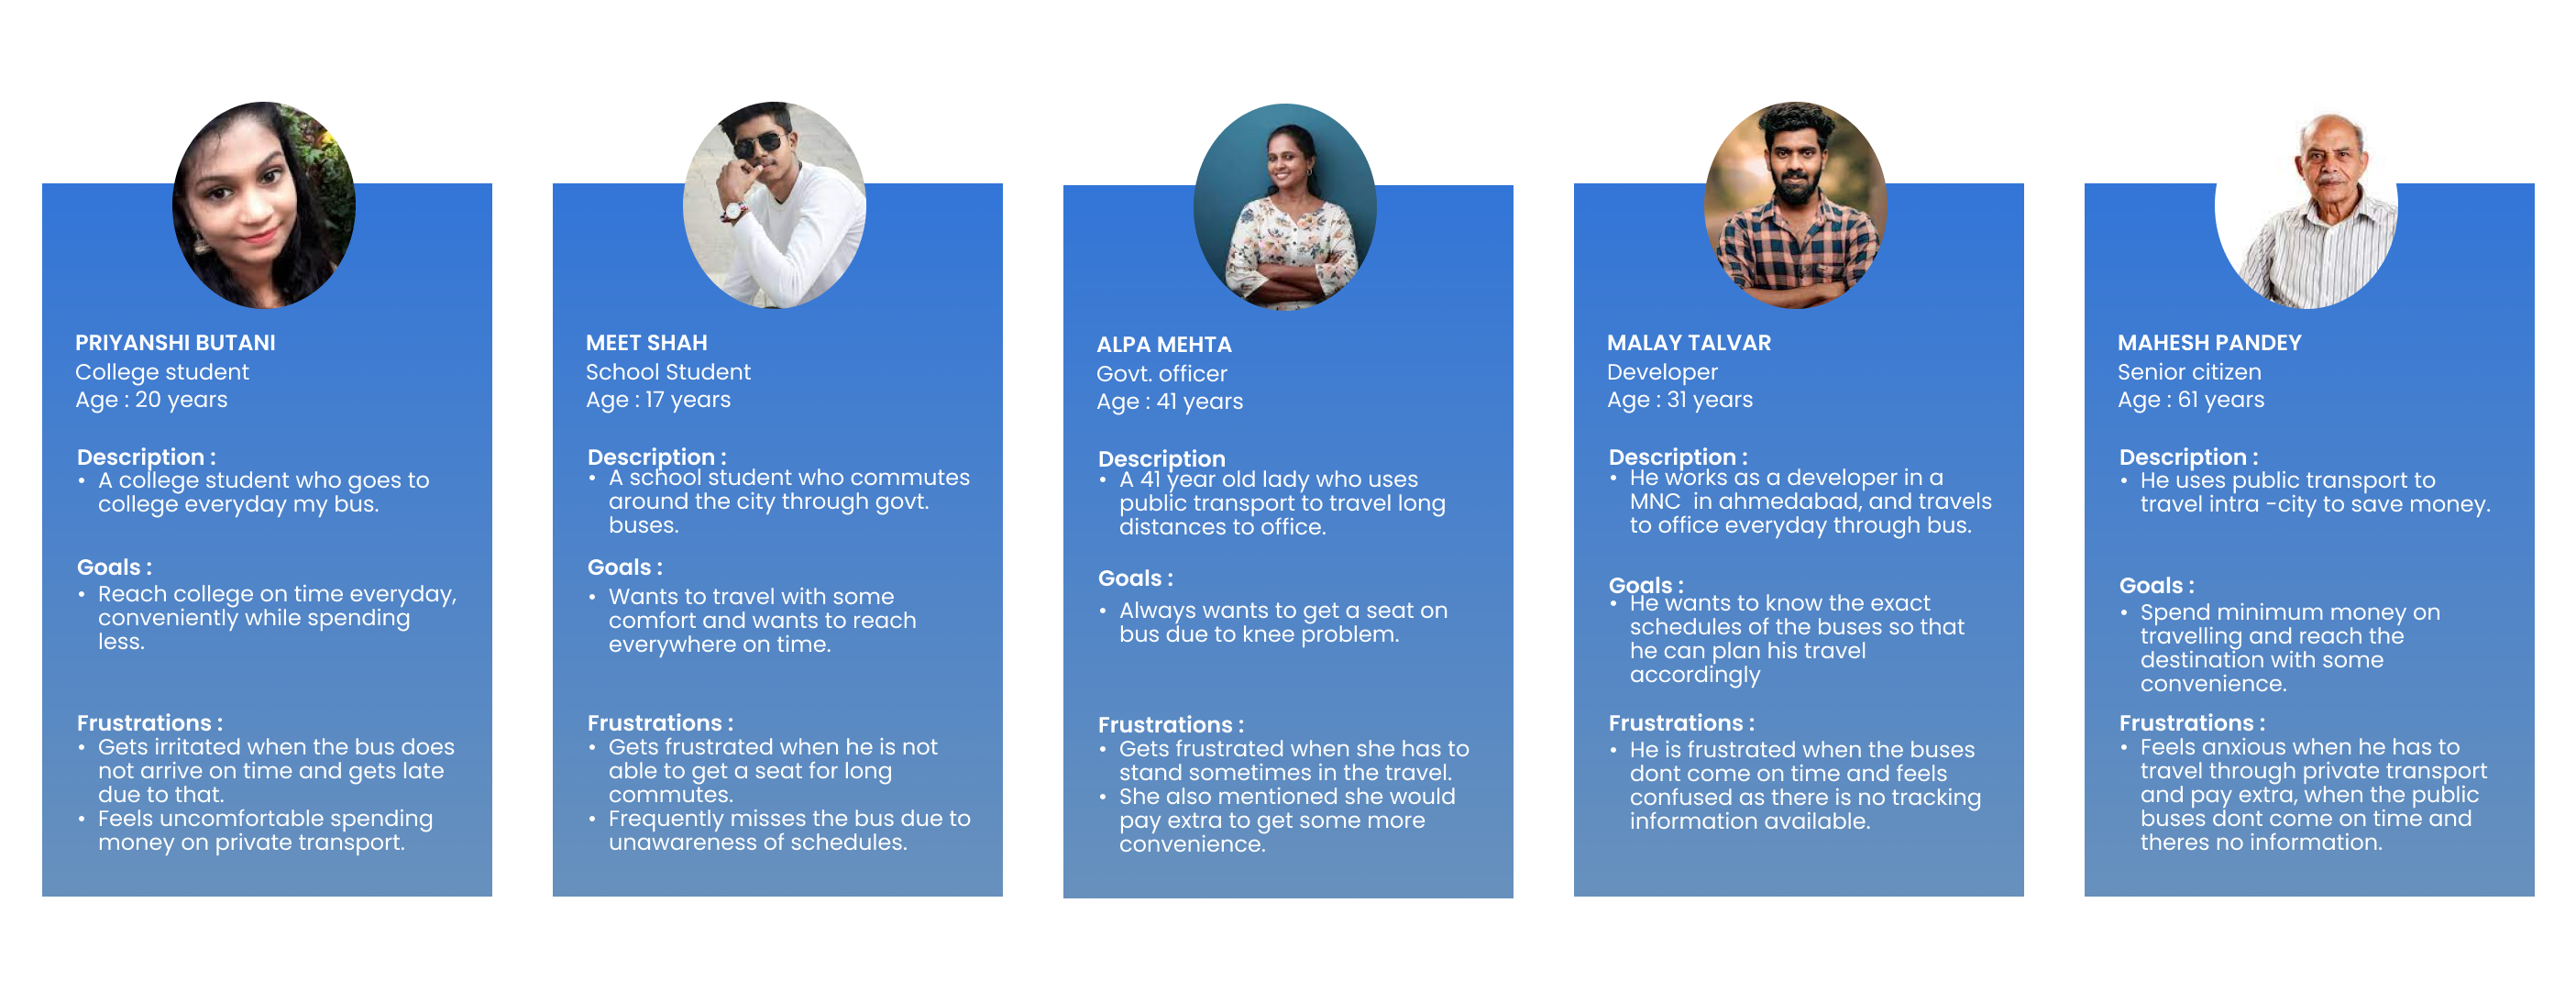 PRIYANSHI BUTANI
College student
Age : 20 years
Description :
• A college student who goes to
college everyday my bus.
Goals :
• Reach college on time everyday,
conveniently while spending
less.
Frustrations :
• Gets irritated when the bus does
not arrive on time and gets late
due to that.
• Feels uncomfortable spending
money on private transport.
MEET SHAH
School Student
Age : 17 years
Description :
• A school student who commutes
around the city through govt.
buses.
Goals :
• Wants to travel with some
comfort and wants to reach
everywhere on time.
Frustrations :
• Gets frustrated when he is not
able to get a seat for long
commutes.
• Frequently misses the bus due to
unawareness of schedules.
ALPA MEHTA
Govt. officer
Age : 41 years
Description
• A 41 year old lady who uses
public transport to travel long
distances to office.
Goals :
• Always wants to get a seat on
bus due to knee problem.
Frustrations :
• Gets frustrated when she has to
stand sometimes in the travel.
• She also mentioned she would
pay extra to get some more
convenience.
MALAY TALVAR
Developer
Age : 31 years
Description :
• He works as a developer in a
MNC in ahmedabad, and travels
to office everyday through bus.
Goals :
• He wants to know the exact
schedules of the buses so that
he can plan his travel
accordingly
Frustrations :
• He is frustrated when the buses
dont come on time and feels
confused as there is no tracking
information available.
MAHESH PANDEY
Senior citizen
Age : 61 years
Description :
• He uses public transport to
travel intra -city to save money.
Goals :
• Spend minimum money on
travelling and reach the
destination with some
convenience.
Frustrations :
• Feels anxious when he has to
travel through private transport
and pay extra, when the public
buses dont come on time and
theres no information.